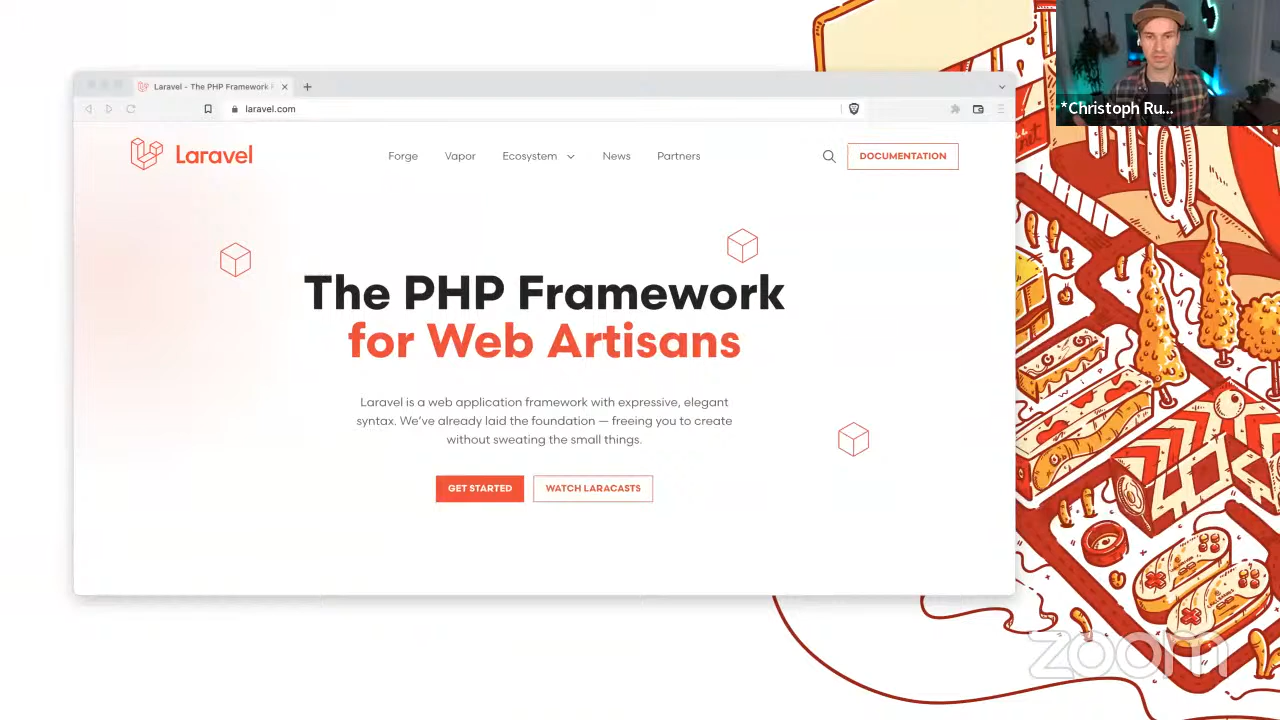 Laravel - The PHP Framework F
laravel.com
*Christoph Ru...
Laravel
Forge
Vapor
Ecosystem
News
Partners
DOCUMENTATION
The PHP Framework
for Web Artisans
Laravel is a web application framework with expressive, elegant
syntax. We've already laid the foundation — freeing you to create
without sweating the small things.
GET STARTED
WATCH LARACASTS
zoom